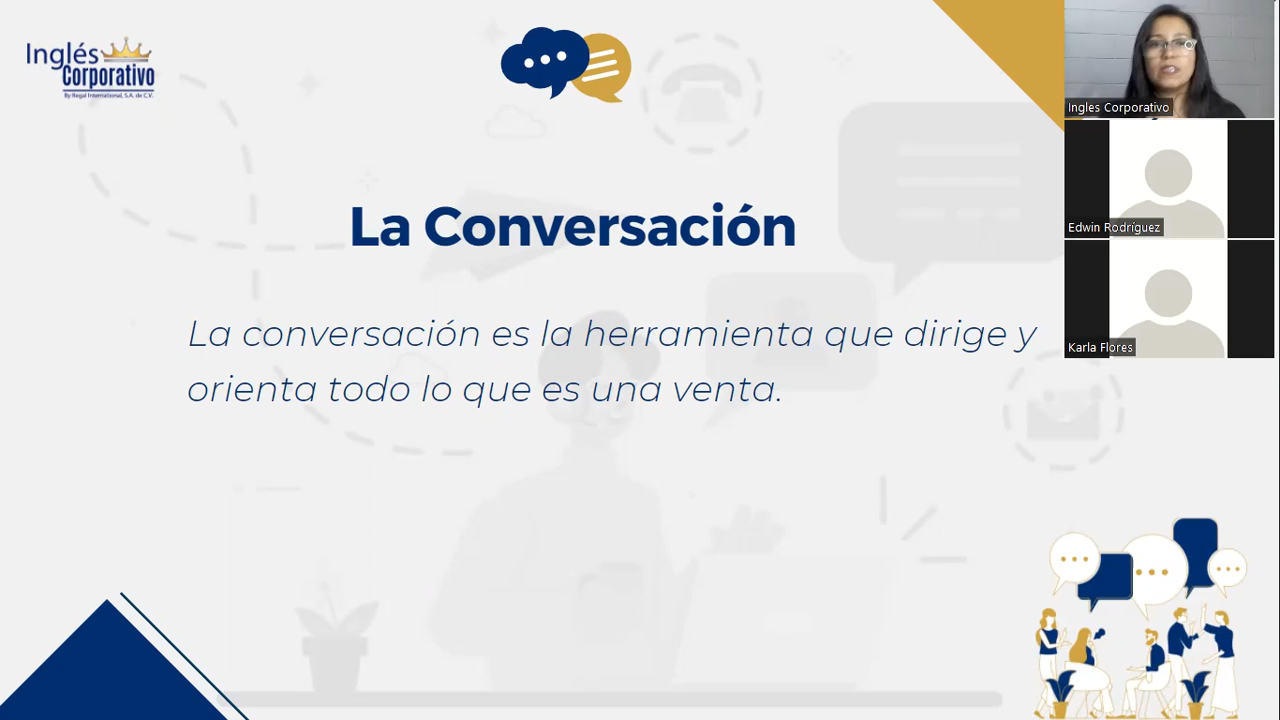 Inglés
Corporativo
By Regal International, S.A. de C.V.
La Conversación
La conversación es la herramienta que dirige y
orienta todo lo que es una venta.
Ingles Corporativo
Edwin Rodríguez
Karla Flores